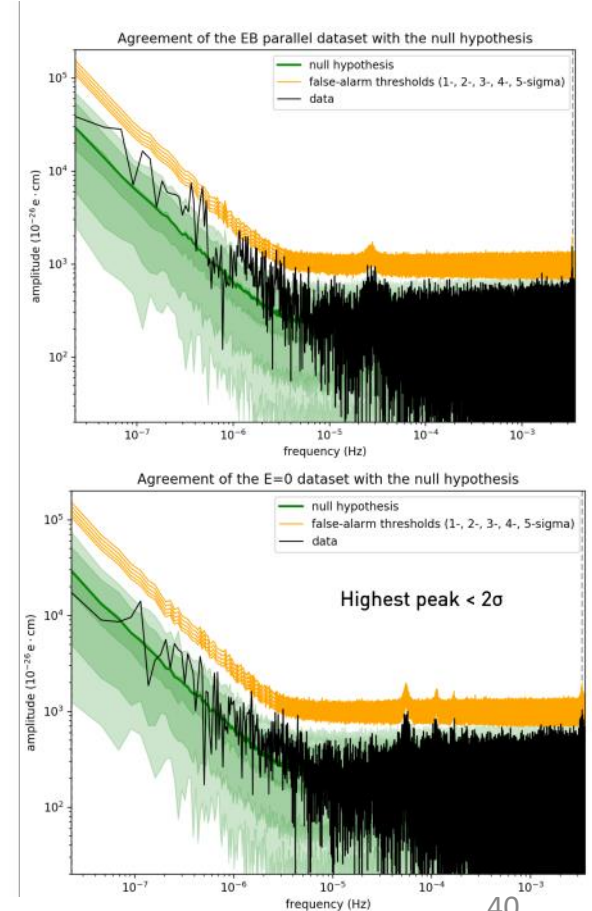 Agreement of the EB parallel dataset with the null hypothesis
null hypothesis
false-alarm thresholds (1-, 2-, 3-, 4-, 5-sigma)
data
amplitude (10⁻²⁶ e · cm)
10⁵
10⁴
10³
10²
10⁻⁷
10⁻⁶
10⁻⁵
10⁻⁴
10⁻³
frequency (Hz)
Agreement of the E=0 dataset with the null hypothesis
null hypothesis
false-alarm thresholds (1-, 2-, 3-, 4-, 5-sigma)
data
Highest peak < 2σ
amplitude (10⁻²⁶ e · cm)
10⁵
10⁴
10³
10²
10⁻⁷
10⁻⁶
10⁻⁵
10⁻⁴
10⁻³
frequency (Hz)
40